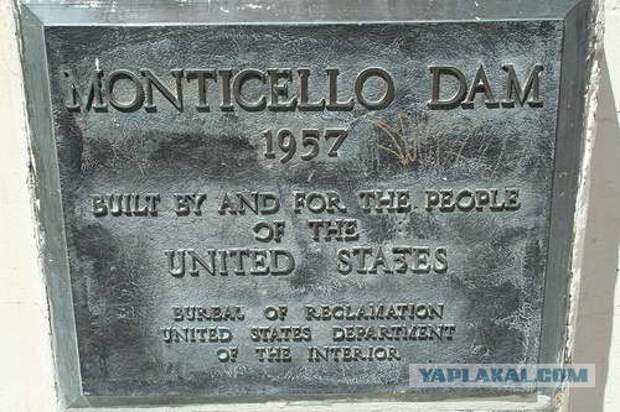 MONTICELLO DAM
1957
BUILT BY AND FOR THE PEOPLE
OF THE
UNITED STATES
BUREAU OF RECLAMATION
UNITED STATES DEPARTMENT
OF THE INTERIOR
YAPLAKAL.COM